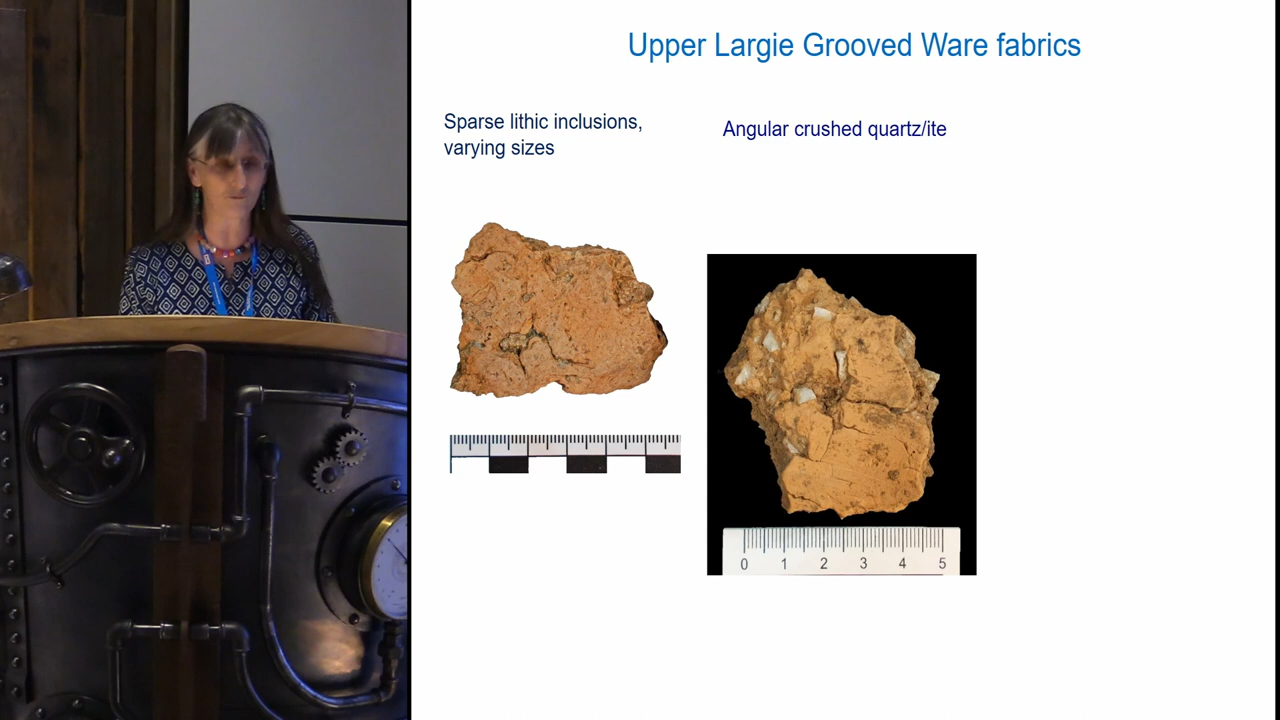 Upper Largie Grooved Ware fabrics
Sparse lithic inclusions,
varying sizes
Angular crushed quartz/ite
0 1 2 3 4 5